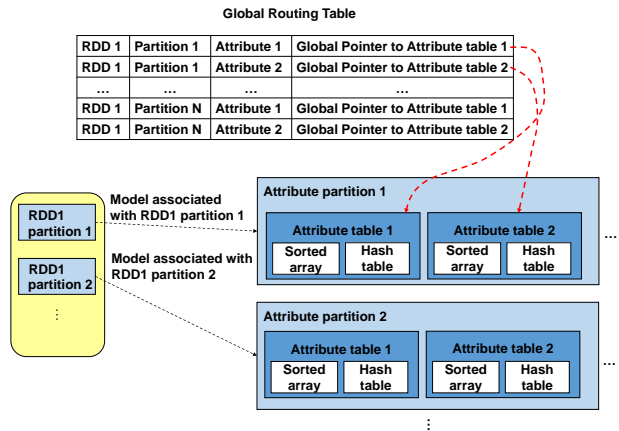 Global Routing Table
RDD 1 Partition 1 Attribute 1 Global Pointer to Attribute table 1
RDD 1 Partition 1 Attribute 2 Global Pointer to Attribute table 2
... ... ... ...
RDD 1 Partition N Attribute 1 Global Pointer to Attribute table 1
RDD 1 Partition N Attribute 2 Global Pointer to Attribute table 2
RDD1
partition 1
RDD1
partition 2
⋮
Model associated
with RDD1 partition 1
Model associated with
RDD1 partition 2
Attribute partition 1
Attribute table 1
Sorted
array
Hash
table
Attribute table 2
Sorted
array
Hash
table
...
Attribute partition 2
Attribute table 1
Sorted
array
Hash
table
Attribute table 2
Sorted
array
Hash
table
...
⋮